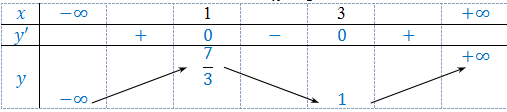 x −∞ 1 3 +∞
y′ + 0 − 0 +
y −∞ 7/3 1 +∞